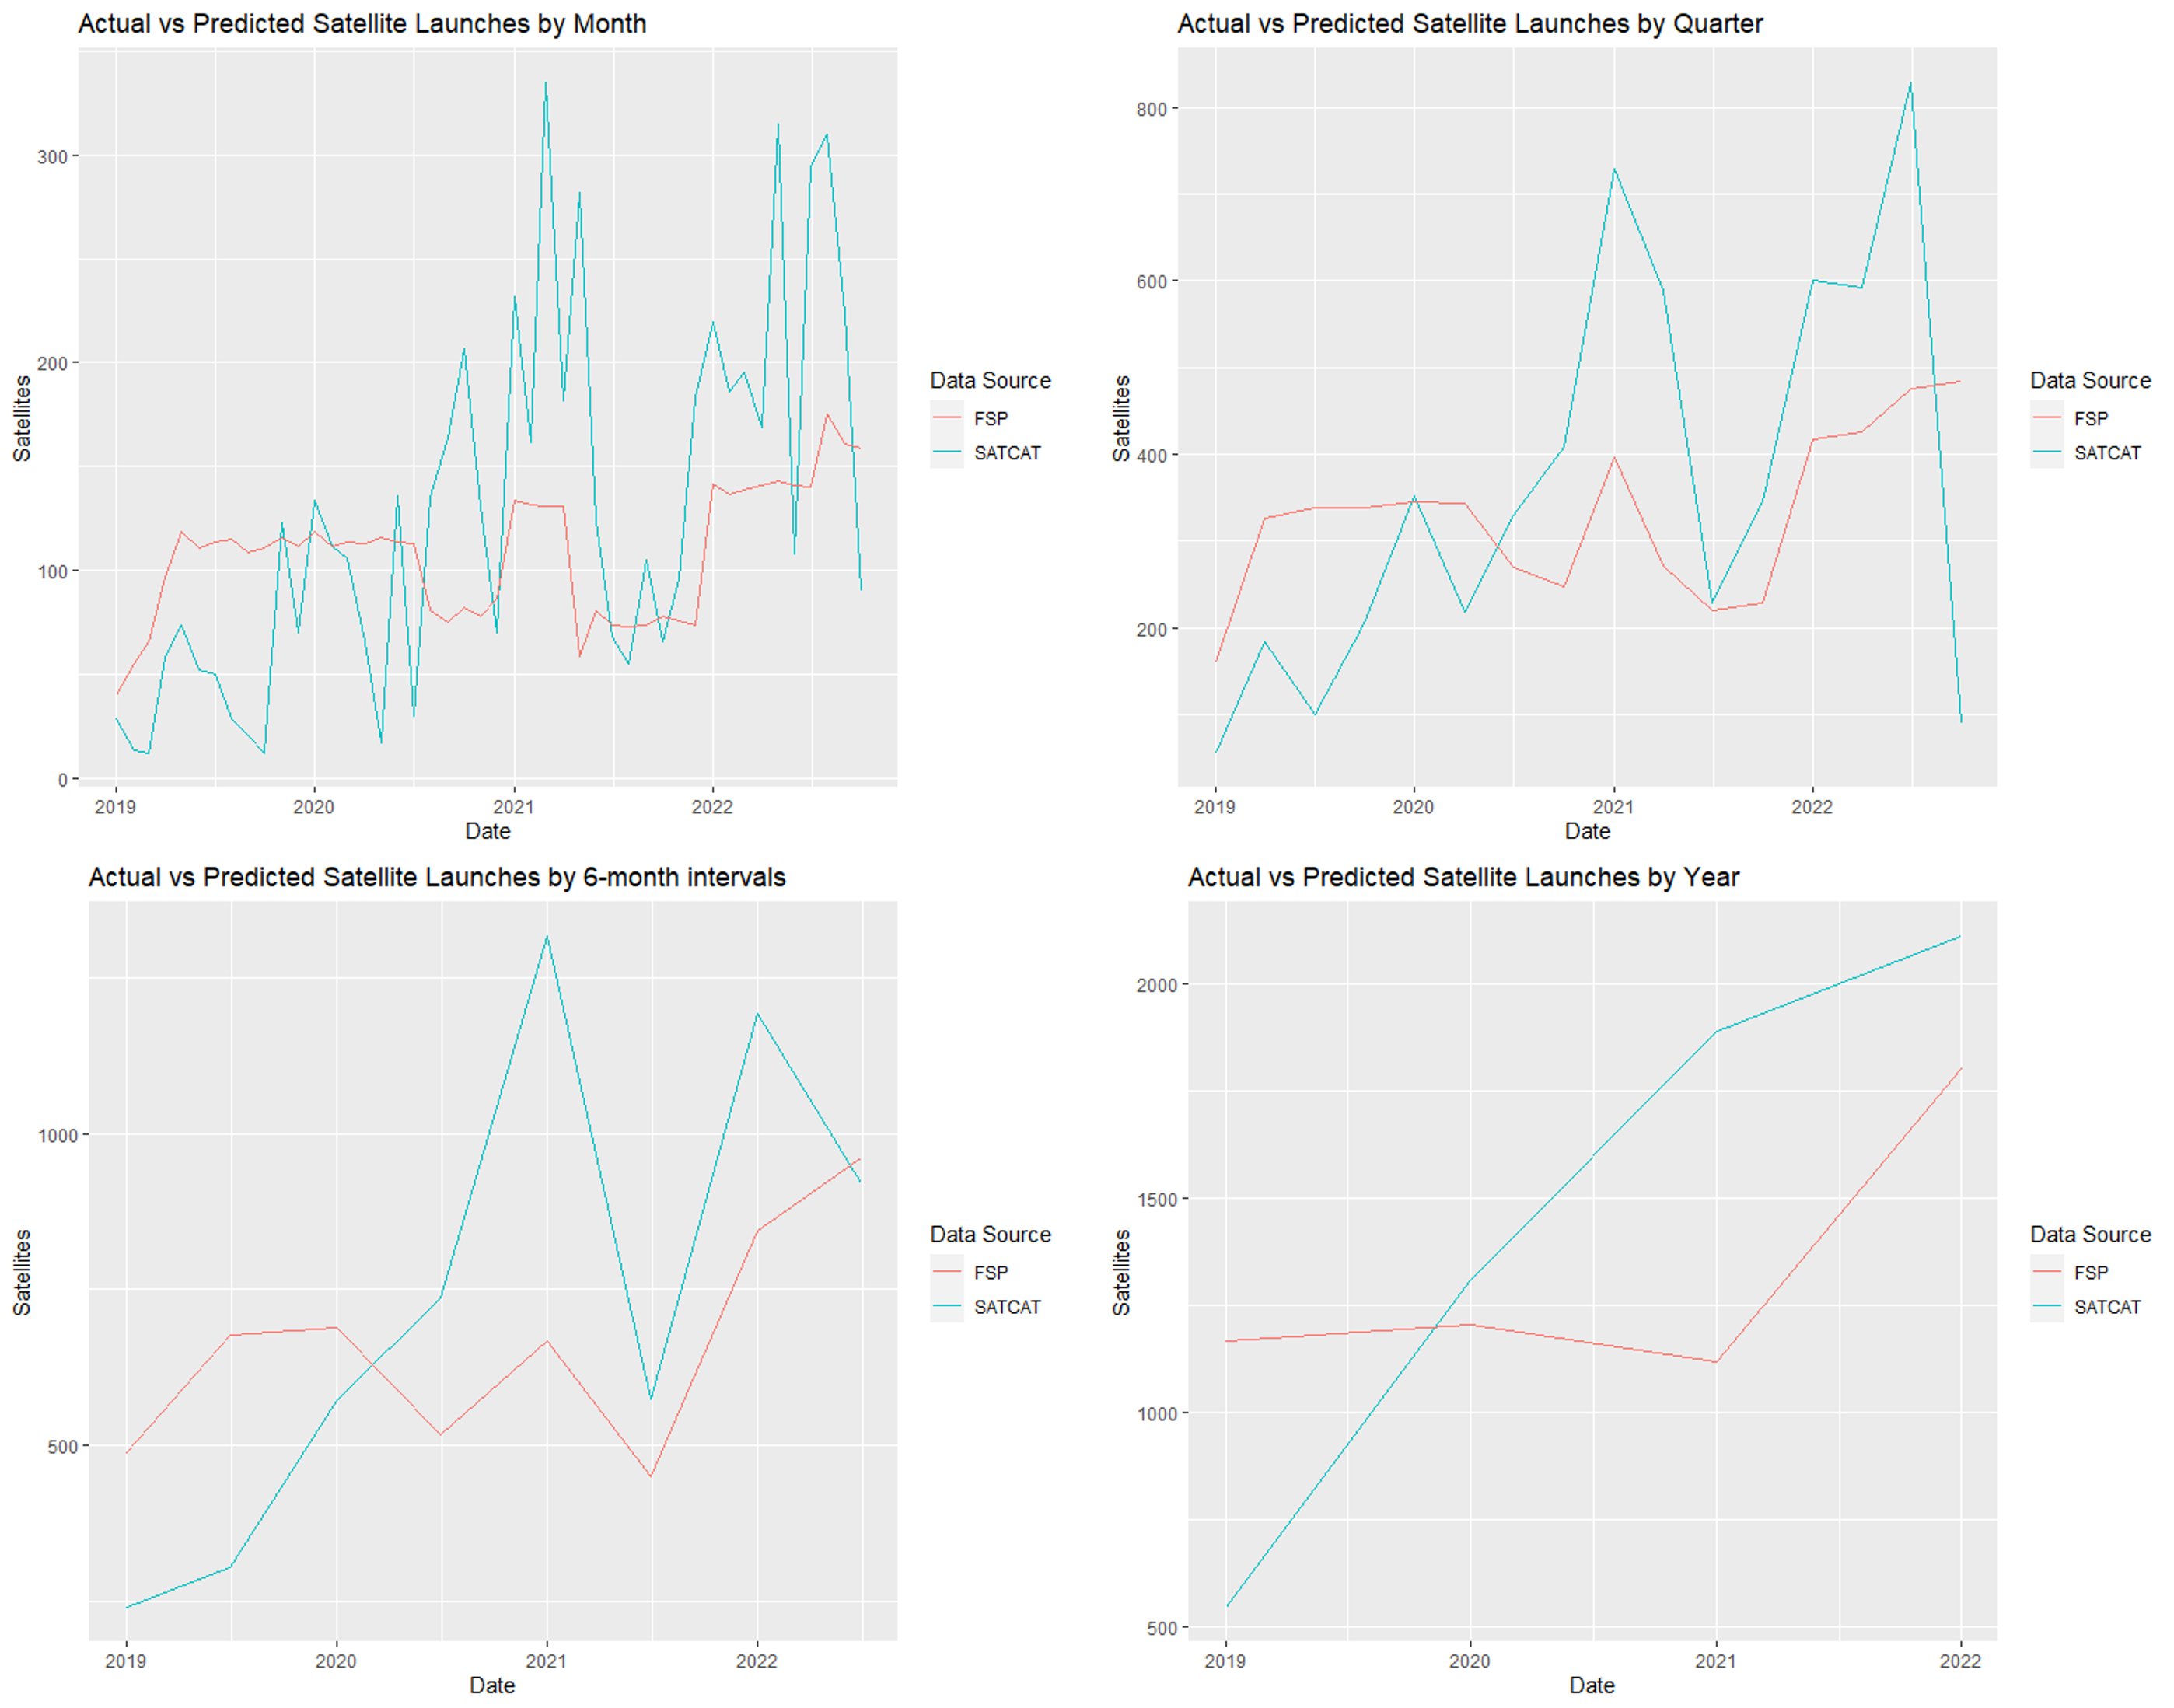 Actual vs Predicted Satellite Launches by Month
Satellites
300
200
100
0
2019 2020 2021 2022
Date
Data Source
FSP
SATCAT
Actual vs Predicted Satellite Launches by Quarter
Satellites
800
600
400
200
2019 2020 2021 2022
Date
Data Source
FSP
SATCAT
Actual vs Predicted Satellite Launches by 6-month intervals
Satellites
1000
500
2019 2020 2021 2022
Date
Data Source
FSP
SATCAT
Actual vs Predicted Satellite Launches by Year
Satellites
2000
1500
1000
500
2019 2020 2021 2022
Date
Data Source
FSP
SATCAT